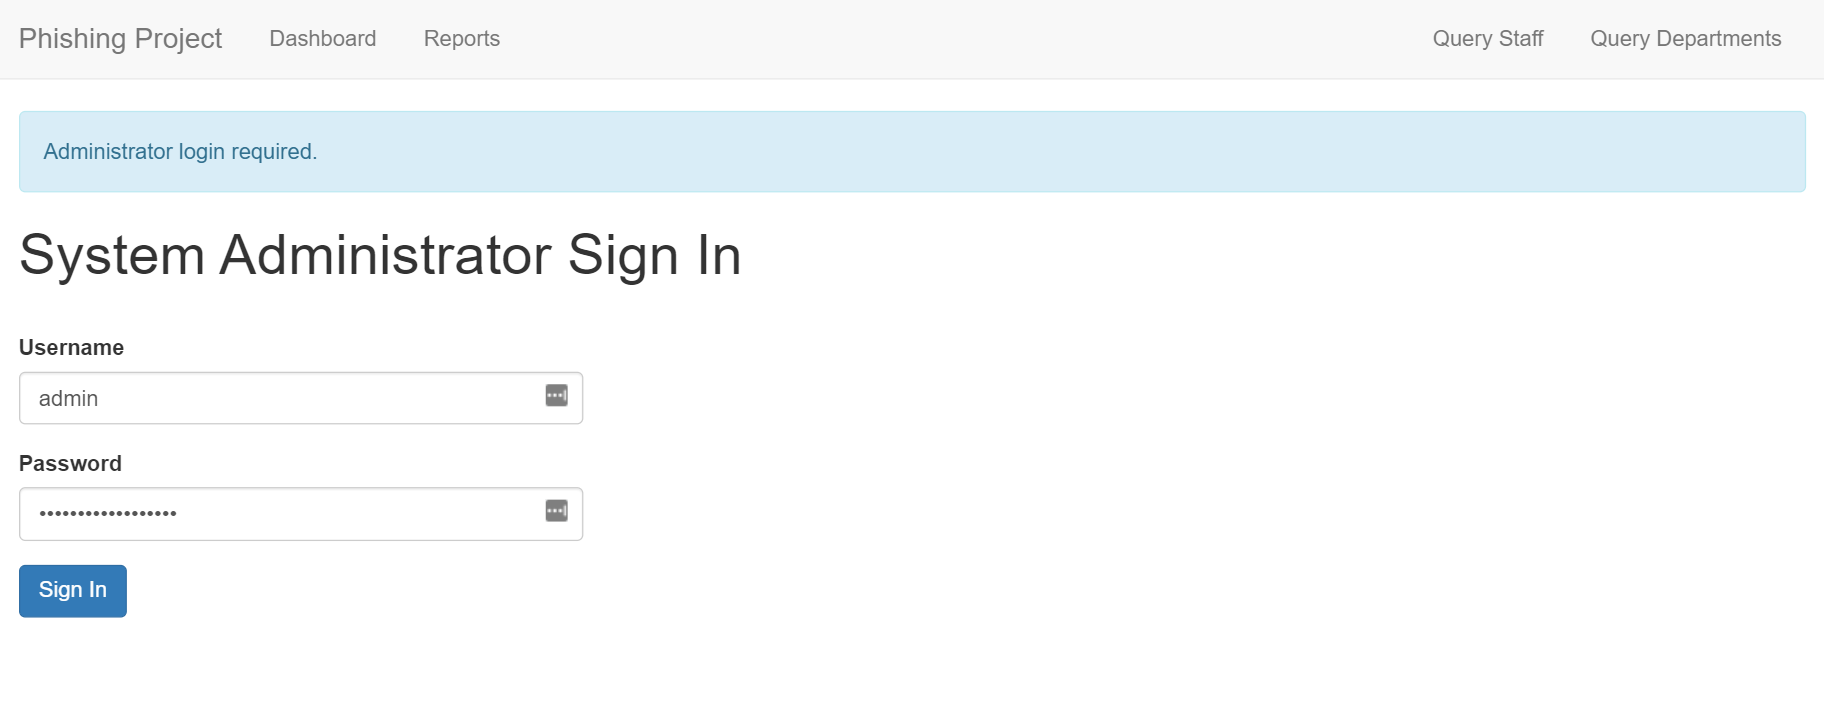 Phishing Project Dashboard Reports Query Staff Query Departments
Administrator login required.
System Administrator Sign In
Username
admin
Password
••••••••••••••••••
Sign In